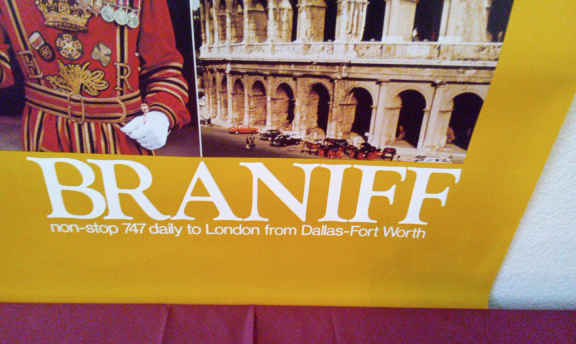 E R
BRANIFF
non-stop 747 daily to London from Dallas-Fort Worth